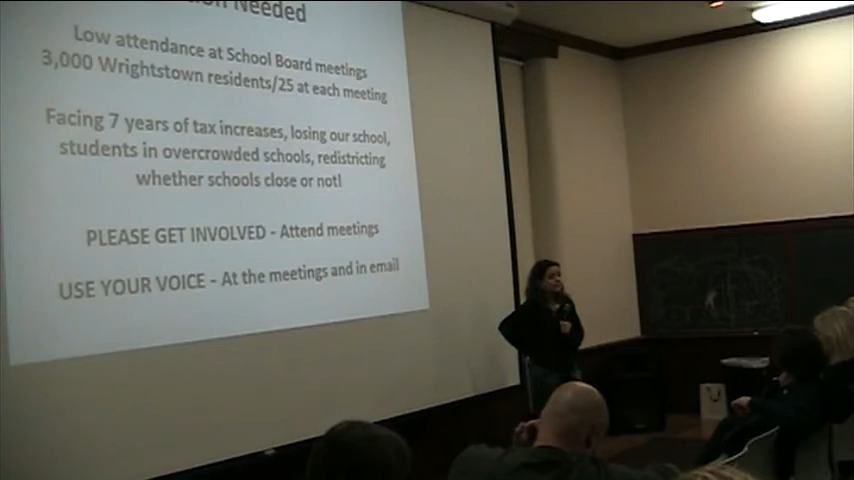 Needed
Low attendance at School Board meetings
3,000 Wrightstown residents/25 at each meeting
Facing 7 years of tax increases, losing our school,
students in overcrowded schools, redistricting
whether schools close or not!
PLEASE GET INVOLVED - Attend meetings
USE YOUR VOICE - At the meetings and in email